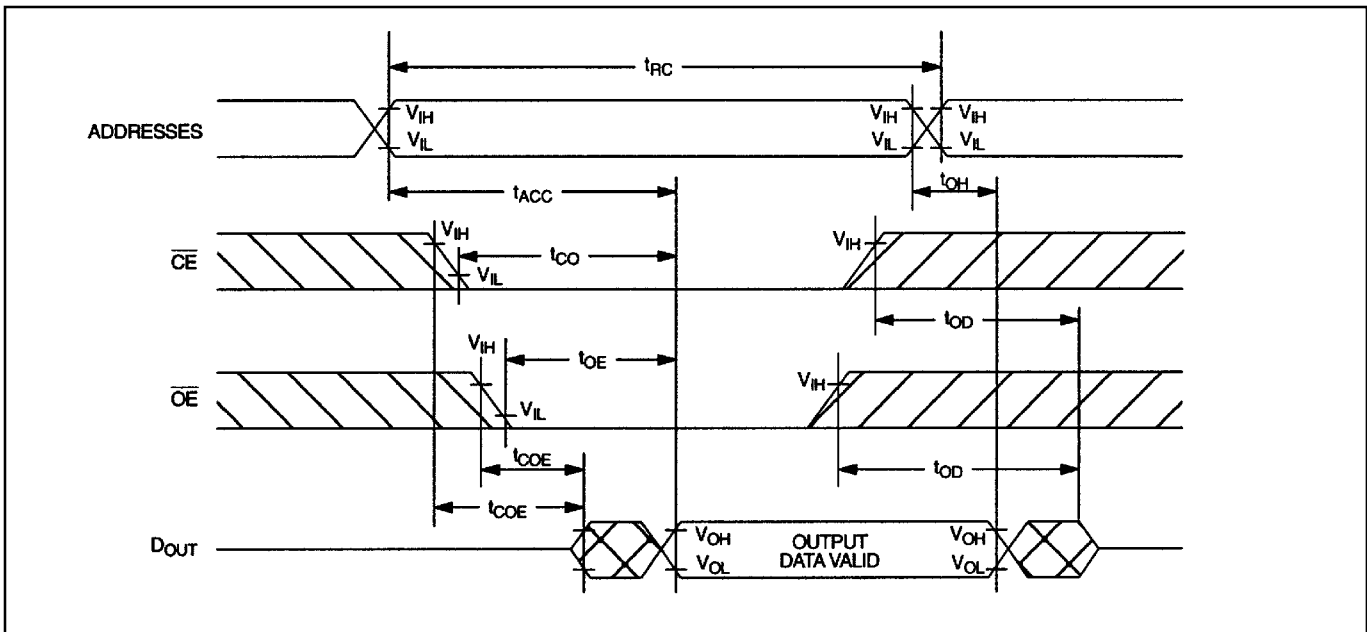 tRC
ADDRESSES
VIH
VIL
VIH
VIL
VIH
VIL
tACC
tOH
CE
VIH
VIL
tCO
VIH
tOD
OE
VIH
VIL
tOE
VIH
tCOE
tOD
tCOE
DOUT
VOH
VOL
OUTPUT
DATA VALID
VOH
VOL